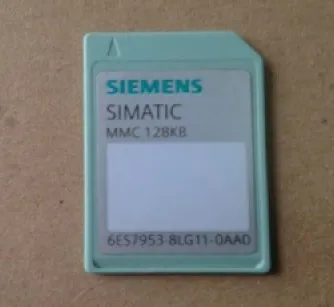 SIEMENS
SIMATIC
MMC 128KB
6ES7953-8LG11-0AA0